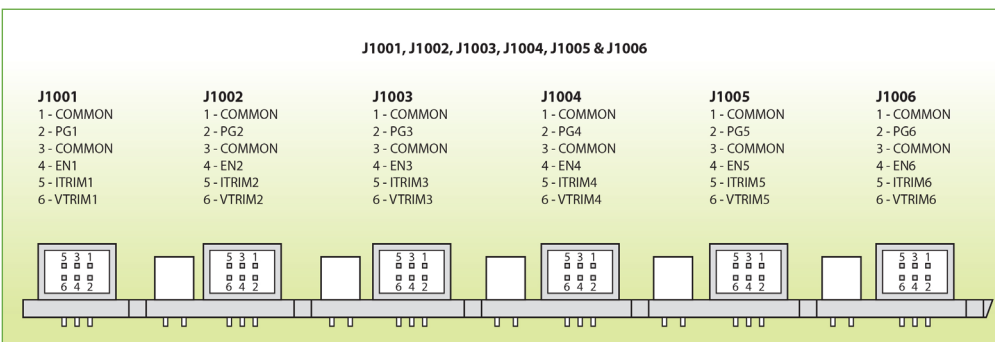 J1001, J1002, J1003, J1004, J1005 & J1006
J1001
1 - COMMON
2 - PG1
3 - COMMON
4 - EN1
5 - ITRIM1
6 - VTRIM1
J1002
1 - COMMON
2 - PG2
3 - COMMON
4 - EN2
5 - ITRIM2
6 - VTRIM2
J1003
1 - COMMON
2 - PG3
3 - COMMON
4 - EN3
5 - ITRIM3
6 - VTRIM3
J1004
1 - COMMON
2 - PG4
3 - COMMON
4 - EN4
5 - ITRIM4
6 - VTRIM4
J1005
1 - COMMON
2 - PG5
3 - COMMON
4 - EN5
5 - ITRIM5
6 - VTRIM5
J1006
1 - COMMON
2 - PG6
3 - COMMON
4 - EN6
5 - ITRIM6
6 - VTRIM6
5 3 1
6 4 2
5 3 1
6 4 2
5 3 1
6 4 2
5 3 1
6 4 2
5 3 1
6 4 2
5 3 1
6 4 2